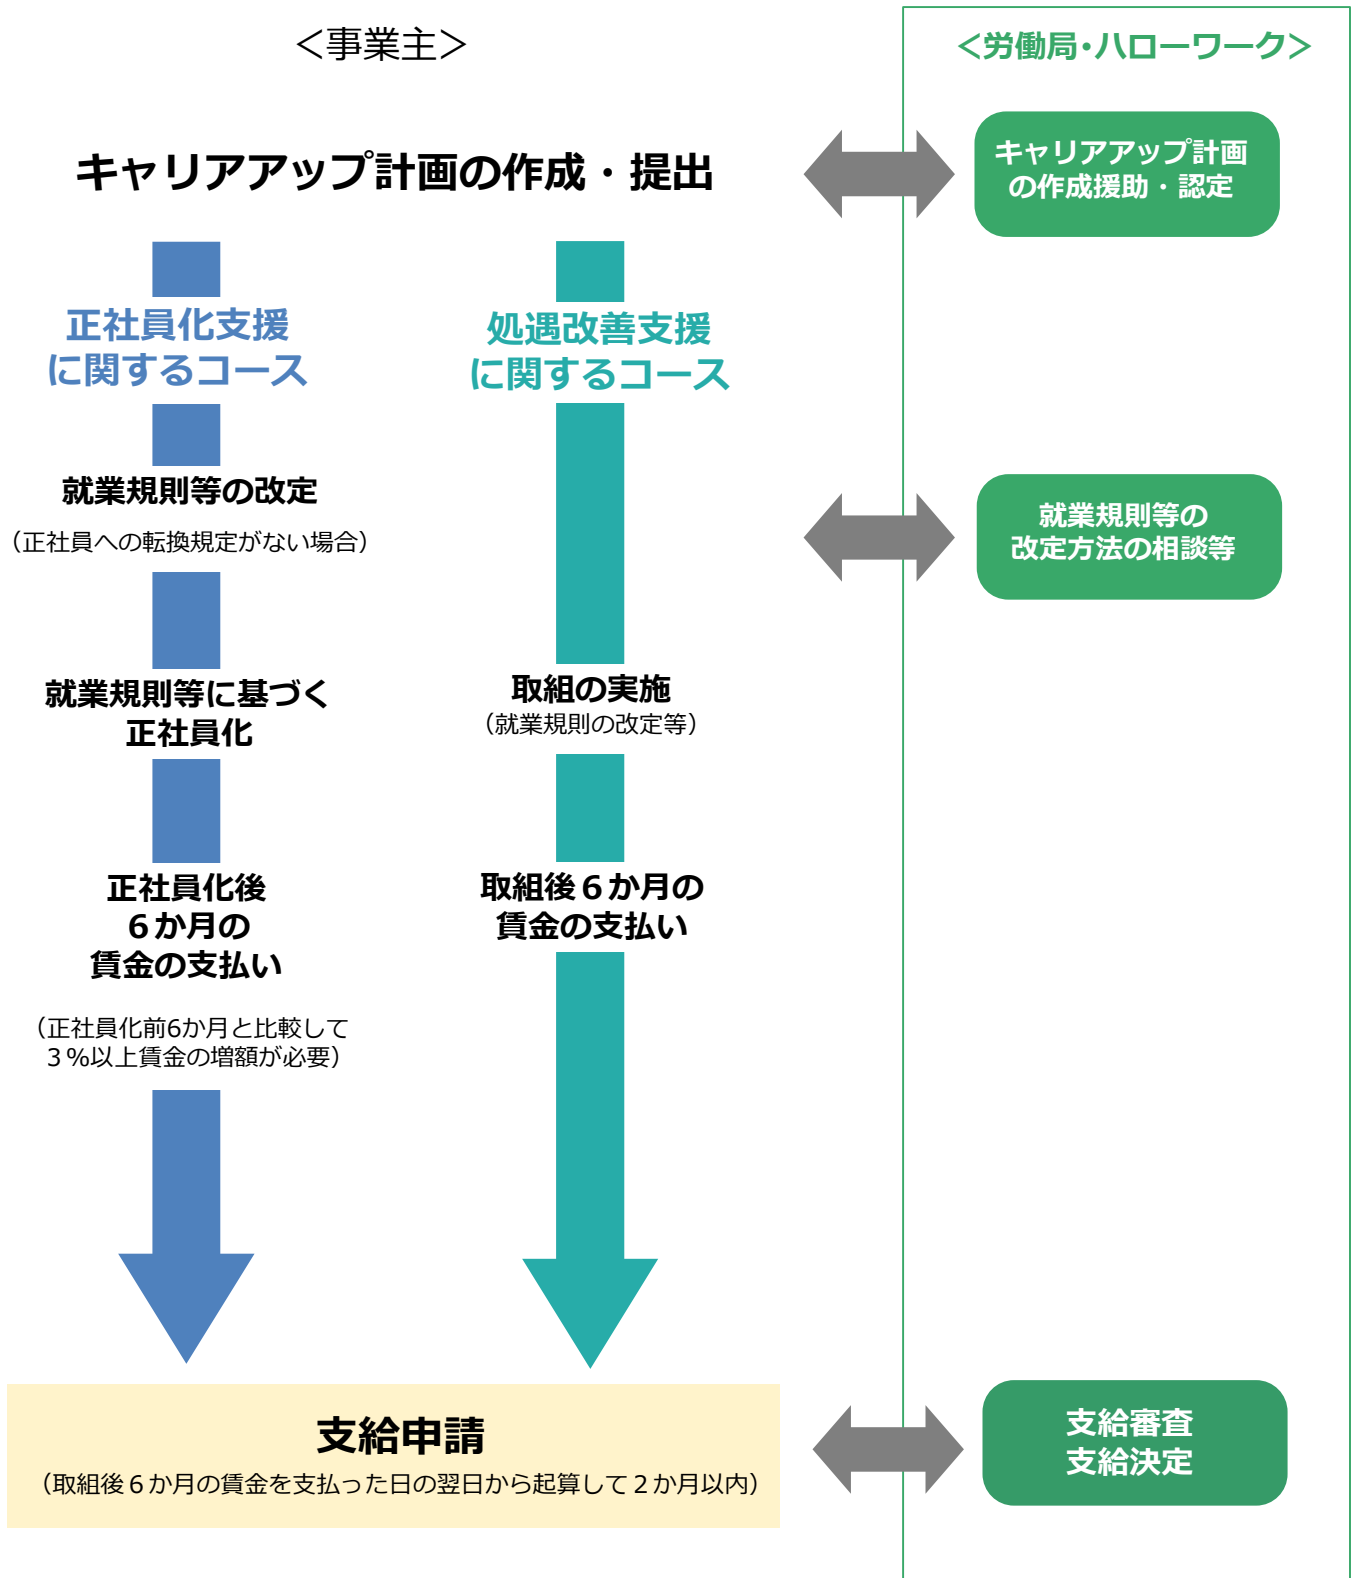 ＜事業主＞
＜労働局・ハローワーク＞
キャリアアップ計画の作成・提出
キャリアアップ計画
の作成援助・認定
正社員化支援
に関するコース
処遇改善支援
に関するコース
就業規則等の改定
（正社員への転換規定がない場合）
就業規則等の
改定方法の相談等
就業規則等に基づく
正社員化
取組の実施
（就業規則の改定等）
正社員化後
６か月の
賃金の支払い
（正社員化前6か月と比較して
３％以上賃金の増額が必要）
取組後６か月の
賃金の支払い
支給申請
（取組後６か月の賃金を支払った日の翌日から起算して２か月以内）
支給審査
支給決定